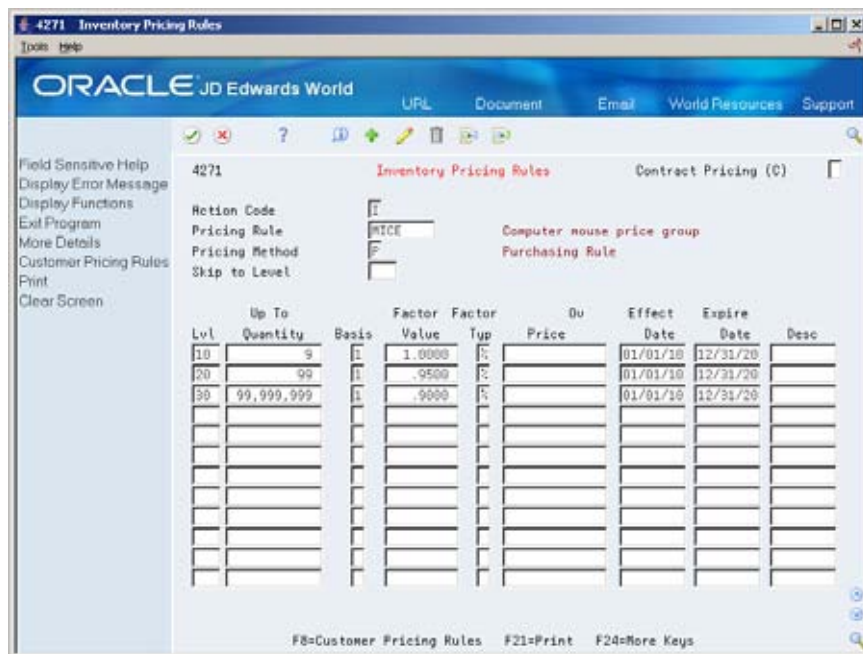 4271 Inventory Pricing Rules
Tools Help
ORACLE JD Edwards World
URL Document Email World Resources Support
Field Sensitive Help
Display Error Message
Display Functions
Exit Program
More Details
Customer Pricing Rules
Print
Clear Screen
4271 Inventory Pricing Rules Contract Pricing (C)
Action Code I
Pricing Rule MICE Computer mouse price group
Pricing Method P Purchasing Rule
Skip to Level
Up To Factor Factor Ov Effect Expire
Lvl Quantity Basis Value Typ Price Date Date Desc
10 9 1 1.0000 % 01/01/10 12/31/20
20 99 1 .9500 % 01/01/10 12/31/20
30 99,999,999 1 .9000 % 01/01/10 12/31/20
F8=Customer Pricing Rules F21=Print F24=More Keys